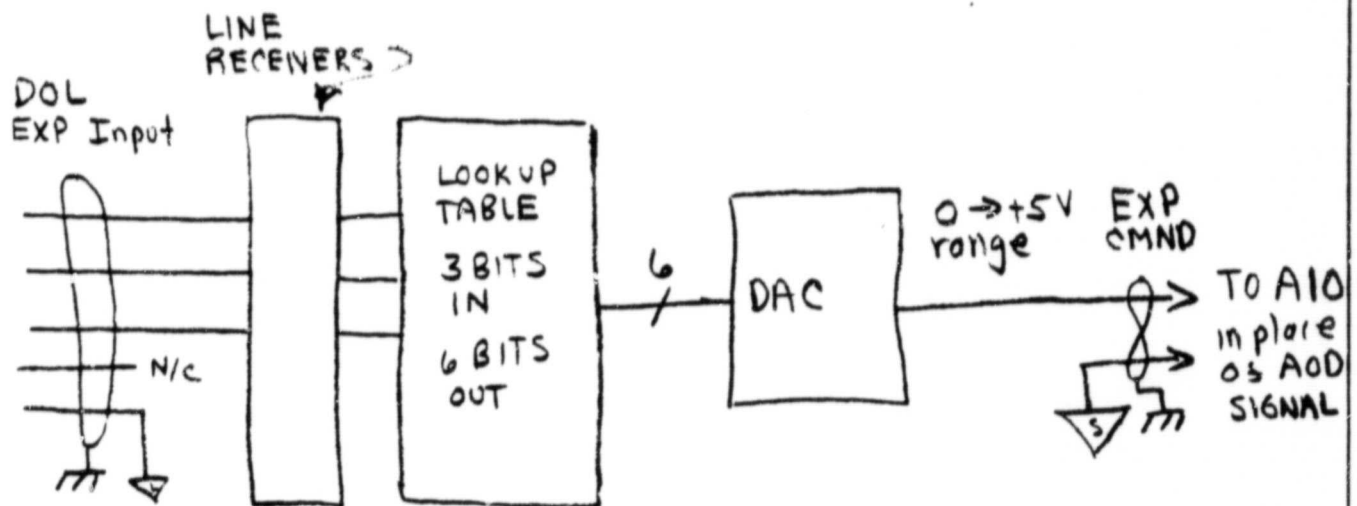 LINE
RECEIVERS
DOL
EXP Input
N/C
LOOKUP
TABLE
3 BITS
IN
6 BITS
OUT
6
DAC
0→+5V
range
EXP
CMND
S
TO A10
in place
os AOD
SIGNAL